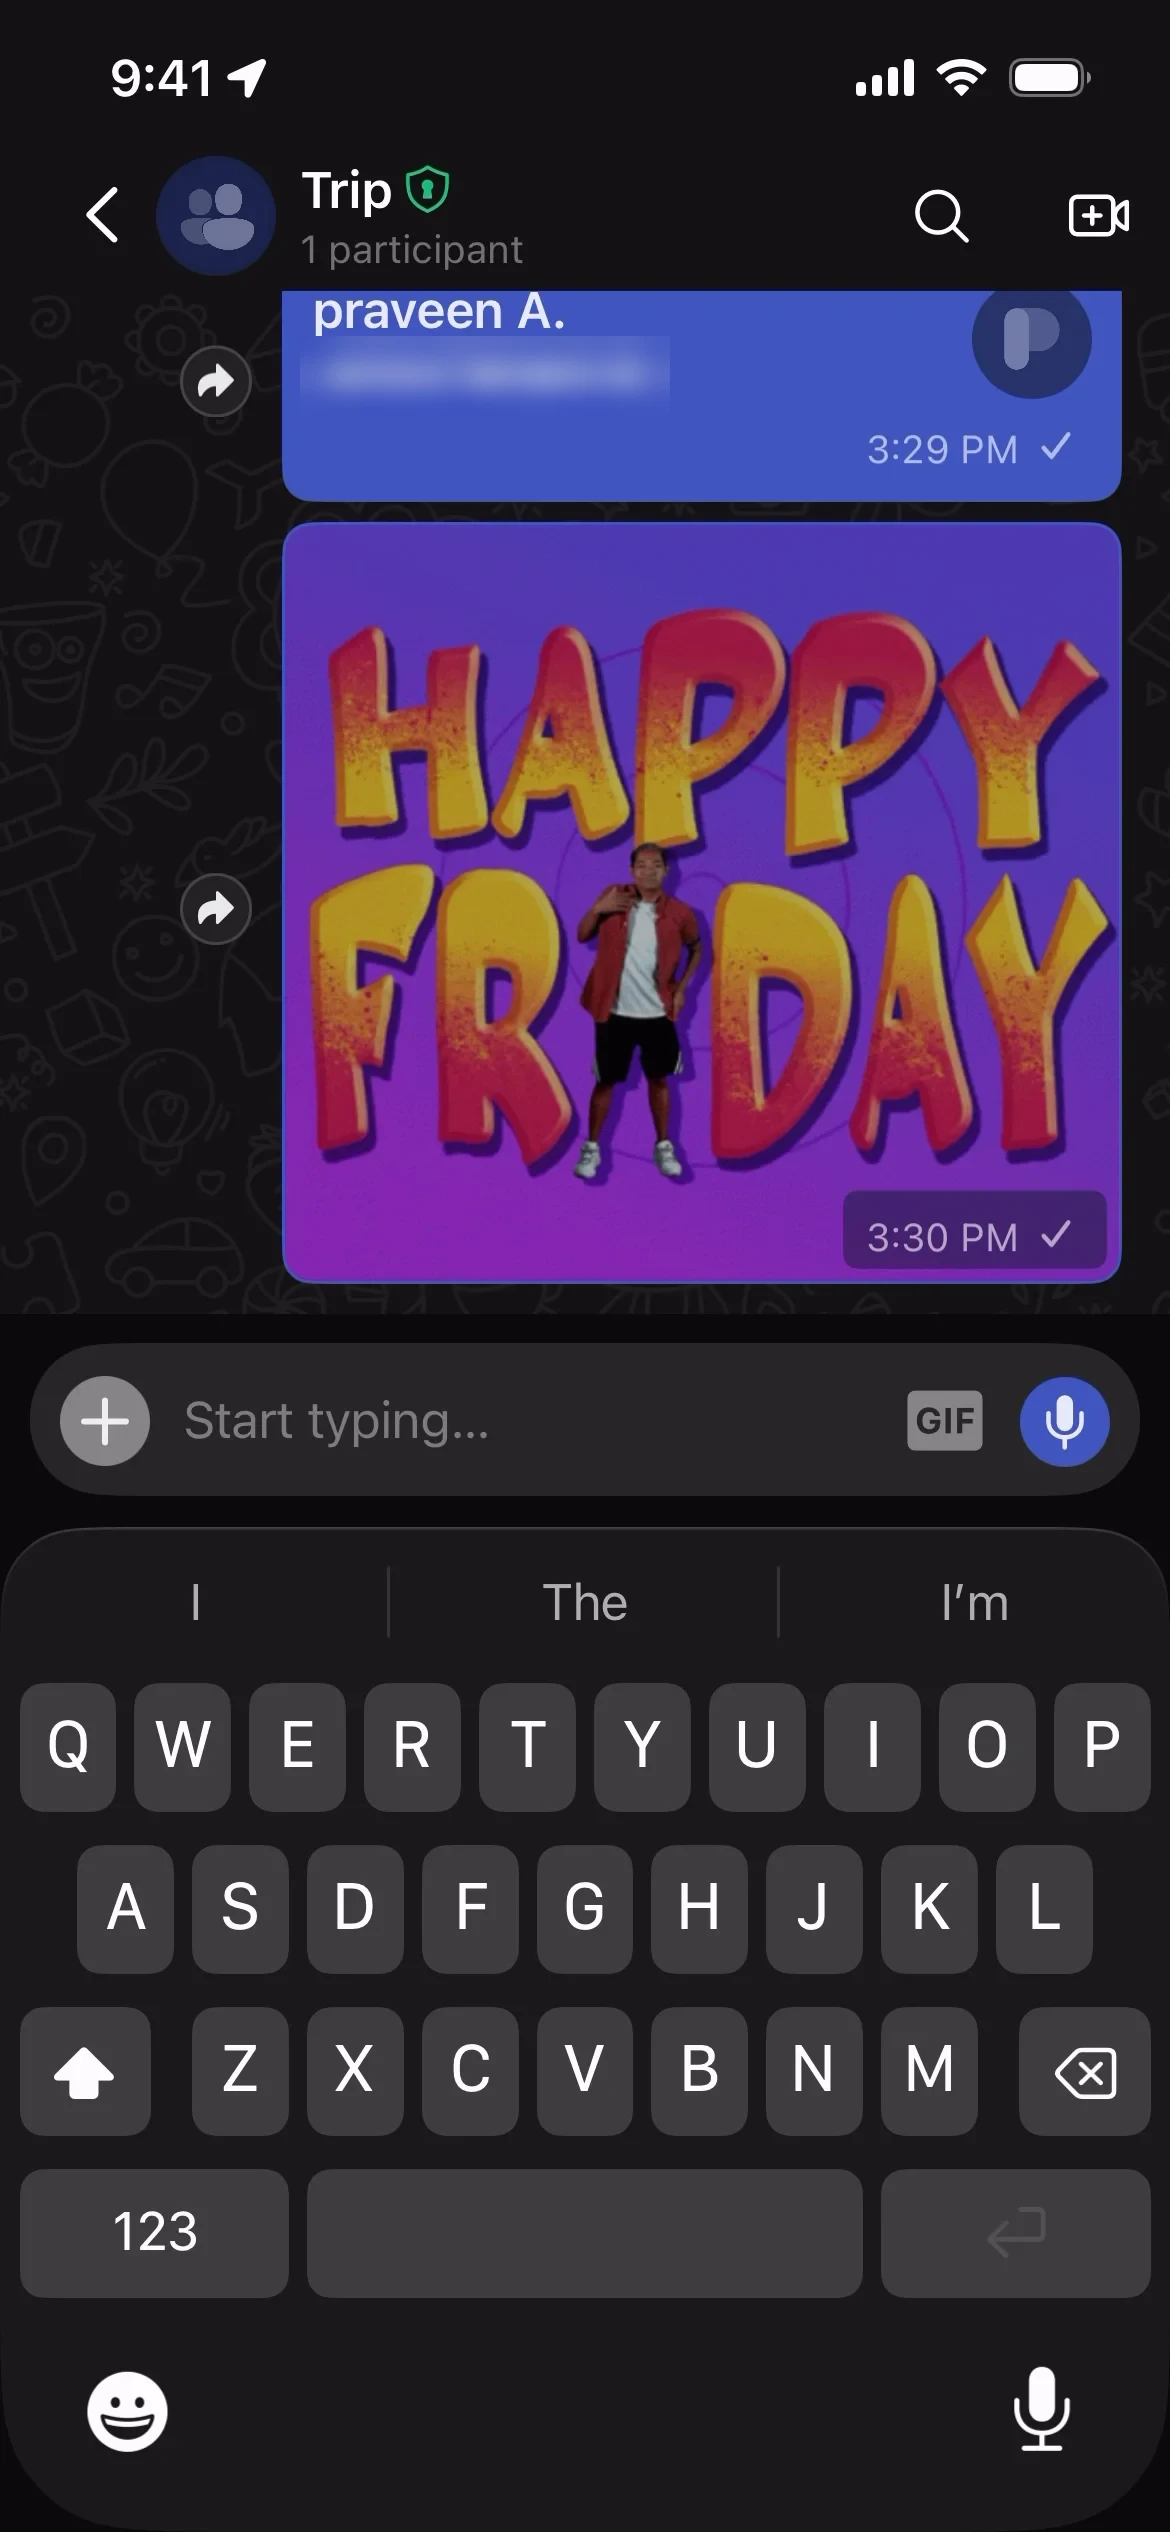 9:41
Trip
1 participant
praveen A.
3:29 PM
HAPPY
FRIDAY
3:30 PM
Start typing...
GIF
I
The
I'm
Q W E R T Y U I O P
A S D F G H J K L
Z X C V B N M
123